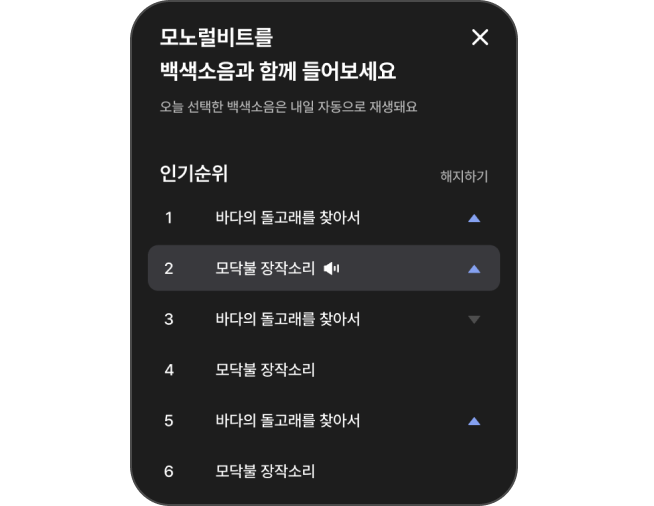 모노럴비트를
백색소음과 함께 들어보세요
오늘 선택한 백색소음은 내일 자동으로 재생돼요
인기순위 해지하기
1 바다의 돌고래를 찾아서
2 모닥불 장작소리
3 바다의 돌고래를 찾아서
4 모닥불 장작소리
5 바다의 돌고래를 찾아서
6 모닥불 장작소리